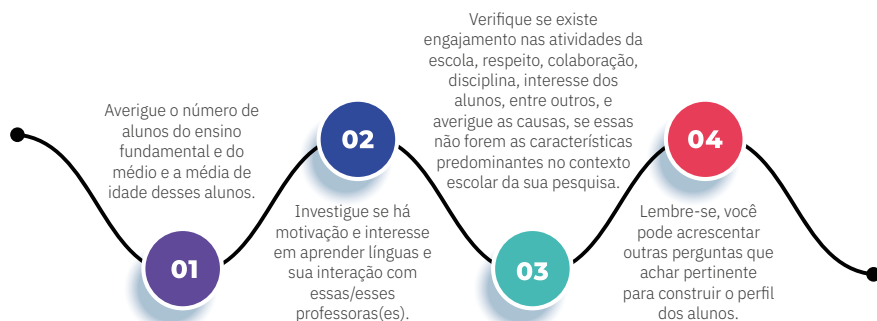 Averigue o número de
alunos do ensino
fundamental e do
médio e a média de
idade desses alunos.
01
02
Investigue se há
motivação e interesse
em aprender línguas e
sua interação com
essas/esses
professoras(es).
Verifique se existe
engajamento nas atividades da
escola, respeito, colaboração,
disciplina, interesse dos
alunos, entre outros, e
averigue as causas, se essas
não forem as características
predominantes no contexto
escolar da sua pesquisa.
03
04
Lembre-se, você
pode acrescentar
outras perguntas que
achar pertinente
para construir o perfil
dos alunos.